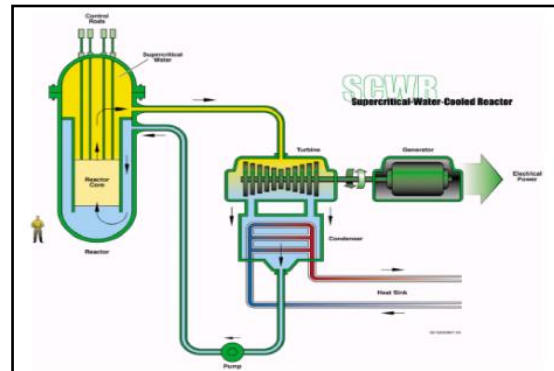 Control
Rods
Supercritical
Water
SCWR
Supercritical-Water-Cooled Reactor
Turbine
Generator
Electrical
Power
Reactor
Core
Condenser
Reactor
Heat Sink
Pump